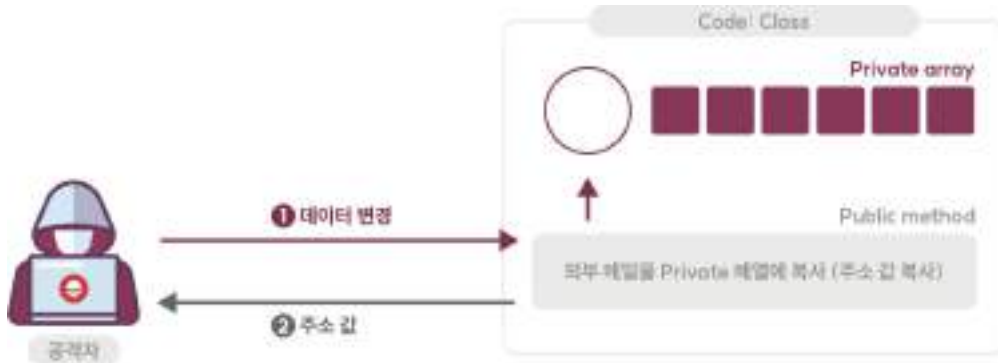 Code: Class
Private array
❶ 데이터 변경
Public method
외부 배열을 Private 배열에 복사 (주소 값 복사)
❷ 주소 값
공격자